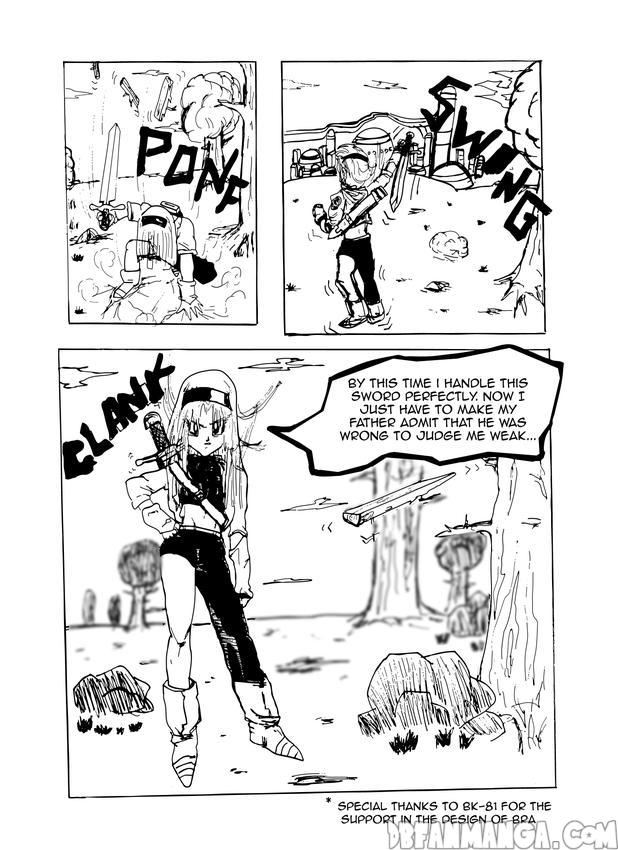 PONF
SWING
CLANK
BY THIS TIME I HANDLE THIS
SWORD PERFECTLY. NOW I
JUST HAVE TO MAKE MY
FATHER ADMIT THAT HE WAS
WRONG TO JUDGE ME WEAK...
* SPECIAL THANKS TO BK-81 FOR THE
SUPPORT IN THE DESIGN OF BRA
DBFANMANGA.COM